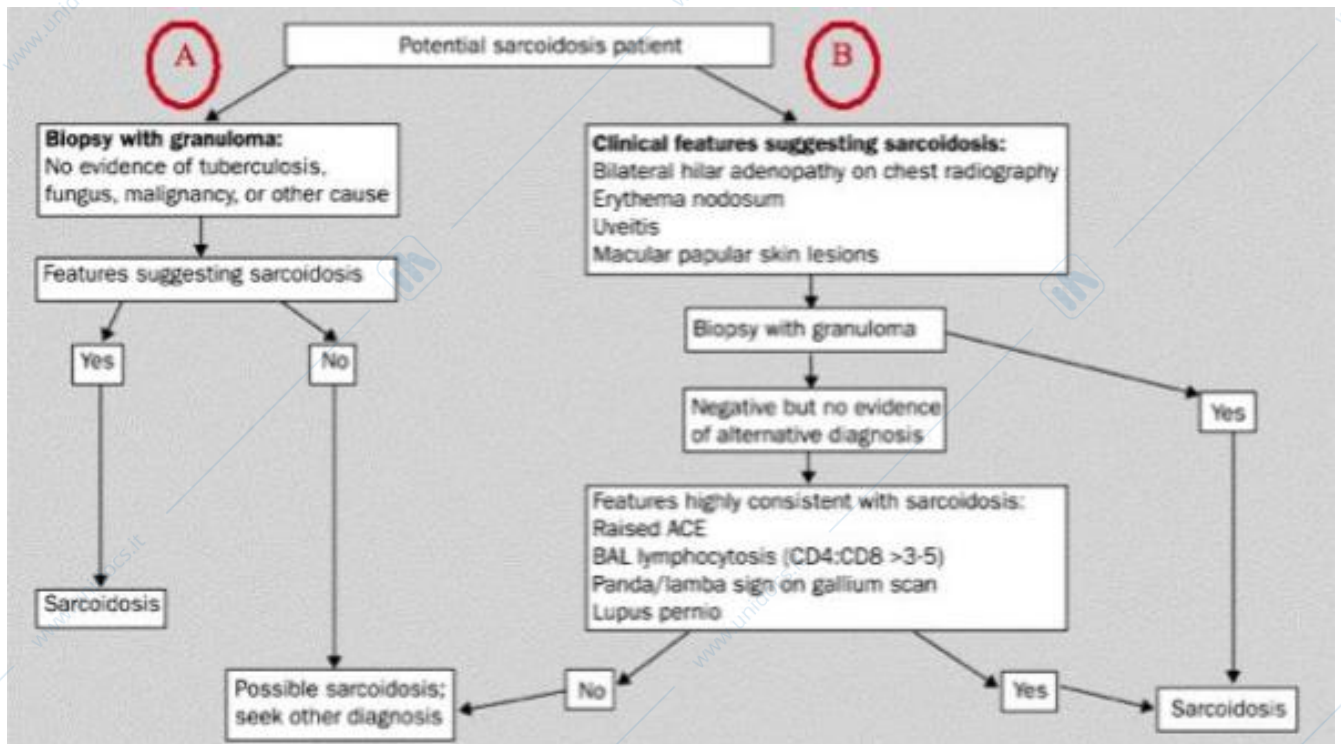 A
Potential sarcoidosis patient
B
Biopsy with granuloma:
No evidence of tuberculosis,
fungus, malignancy, or other cause
Features suggesting sarcoidosis
Yes
No
Sarcoidosis
Clinical features suggesting sarcoidosis:
Bilateral hilar adenopathy on chest radiography
Erythema nodosum
Uveitis
Macular papular skin lesions
Biopsy with granuloma
Negative but no evidence
of alternative diagnosis
Yes
Features highly consistent with sarcoidosis:
Raised ACE
BAL lymphocytosis (CD4:CD8 >3-5)
Panda/lamba sign on gallium scan
Lupus pernio
No
Yes
Possible sarcoidosis;
seek other diagnosis
Sarcoidosis